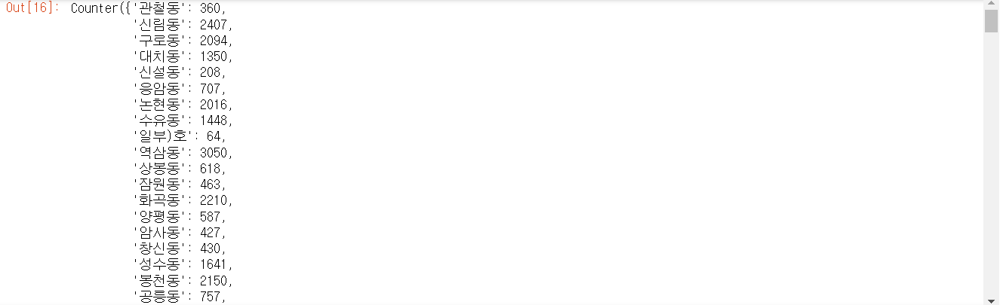 Out[16]: Counter({'관철동': 360,
'신림동': 2407,
'구로동': 2094,
'대치동': 1350,
'신설동': 208,
'응암동': 707,
'논현동': 2016,
'수유동': 1448,
'일부)호': 64,
'역삼동': 3050,
'상봉동': 618,
'잠원동': 463,
'화곡동': 2210,
'양평동': 587,
'암사동': 427,
'창신동': 430,
'성수동': 1641,
'봉천동': 2150,
'공릉동': 757,